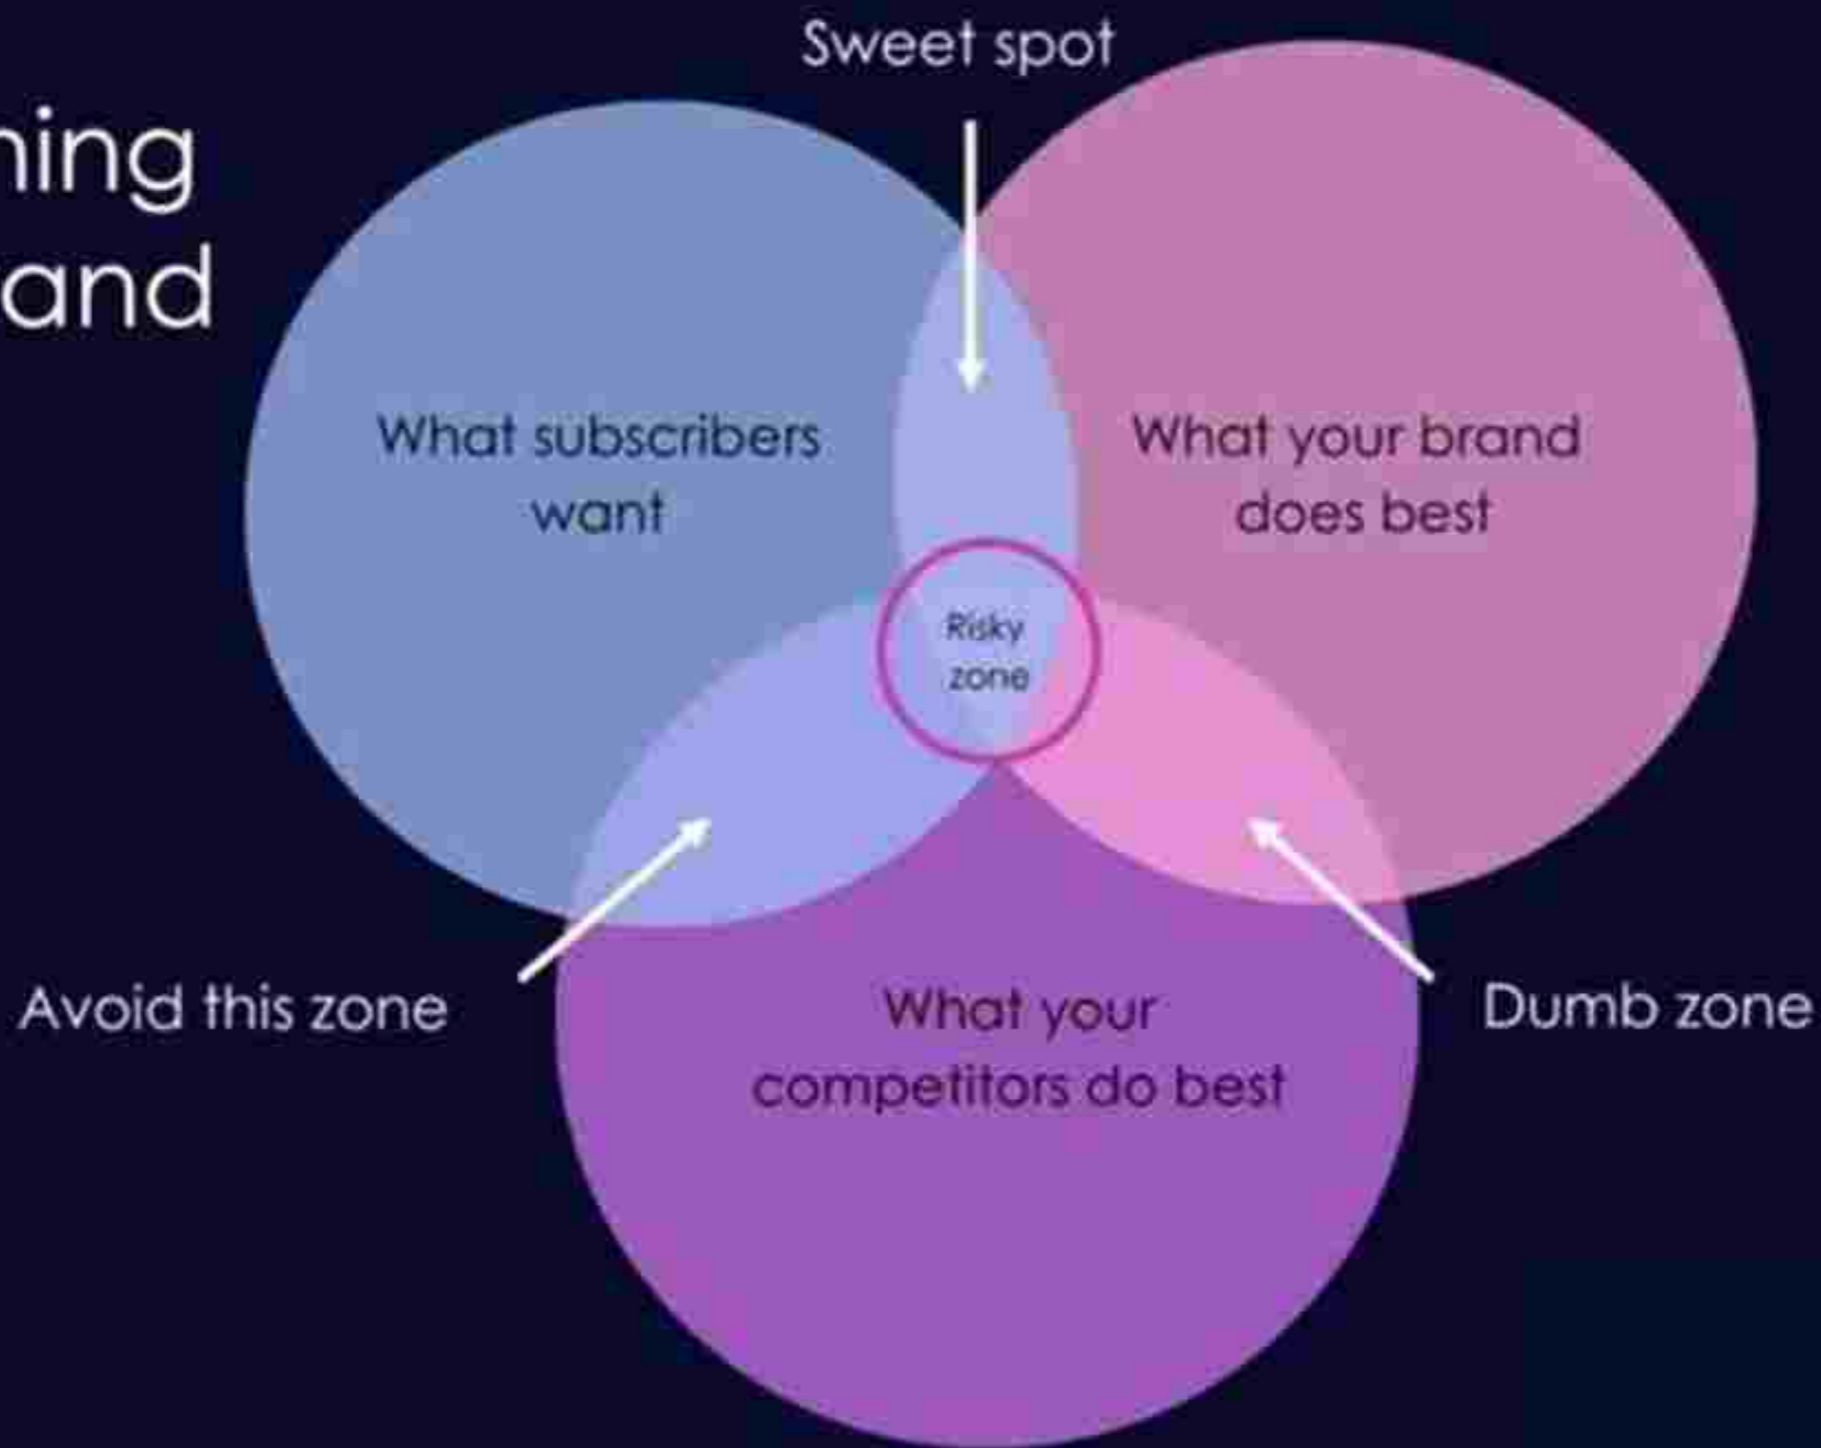 Sweet spot
ning
and
What subscribers
want
What your brand
does best
Risky
zone
Avoid this zone
What your
competitors do best
Dumb zone